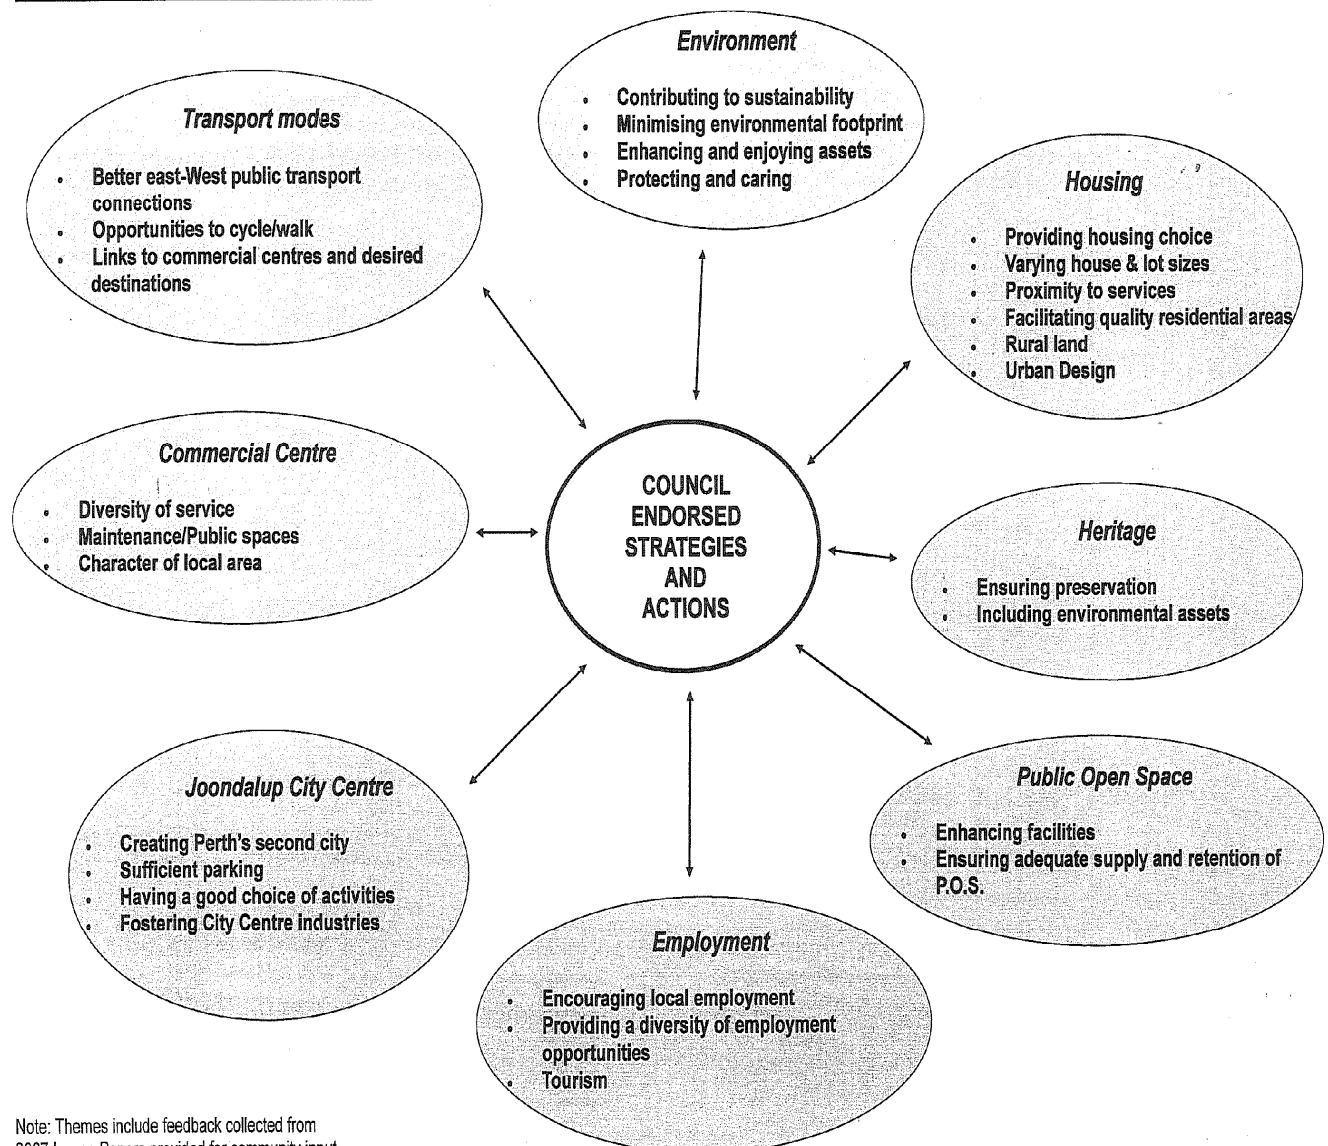 Environment
• Contributing to sustainability
• Minimising environmental footprint
• Enhancing and enjoying assets
• Protecting and caring
Transport modes
• Better east-West public transport
connections
• Opportunities to cycle/walk
• Links to commercial centres and desired
destinations
Housing
• Providing housing choice
• Varying house & lot sizes
• Proximity to services
• Facilitating quality residential areas
• Rural land
• Urban Design
Commercial Centre
• Diversity of service
• Maintenance/Public spaces
• Character of local area
COUNCIL
ENDORSED
STRATEGIES
AND
ACTIONS
Heritage
• Ensuring preservation
• Including environmental assets
Joondalup City Centre
• Creating Perth's second city
• Sufficient parking
• Having a good choice of activities
• Fostering City Centre Industries
Public Open Space
• Enhancing facilities
• Ensuring adequate supply and retention of
P.O.S.
Employment
• Encouraging local employment
• Providing a diversity of employment
opportunities
• Tourism
Note: Themes include feedback collected from
provided for community input